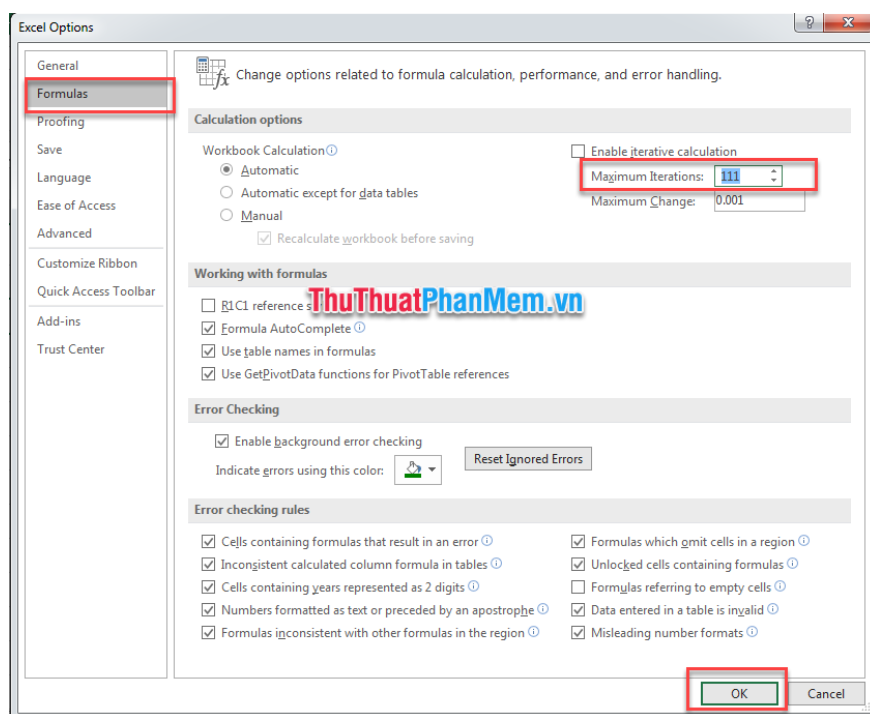 Excel Options
General
Formulas
Proofing
Save
Language
Ease of Access
Advanced
Customize Ribbon
Quick Access Toolbar
Add-ins
Trust Center
Change options related to formula calculation, performance, and error handling.
Calculation options
Workbook Calculation
Automatic
Automatic except for data tables
Manual
Recalculate workbook before saving
Enable iterative calculation
Maximum Iterations: 111
Maximum Change: 0.001
Working with formulas
R1C1 reference
ThuThuatPhanMem.vn
Formula AutoComplete
Use table names in formulas
Use GetPivotData functions for PivotTable references
Error Checking
Enable background error checking
Indicate errors using this color:
Reset Ignored Errors
Error checking rules
Cells containing formulas that result in an error
Inconsistent calculated column formula in tables
Cells containing years represented as 2 digits
Numbers formatted as text or preceded by an apostrophe
Formulas inconsistent with other formulas in the region
Formulas which omit cells in a region
Unlocked cells containing formulas
Formulas referring to empty cells
Data entered in a table is invalid
Misleading number formats
OK
Cancel